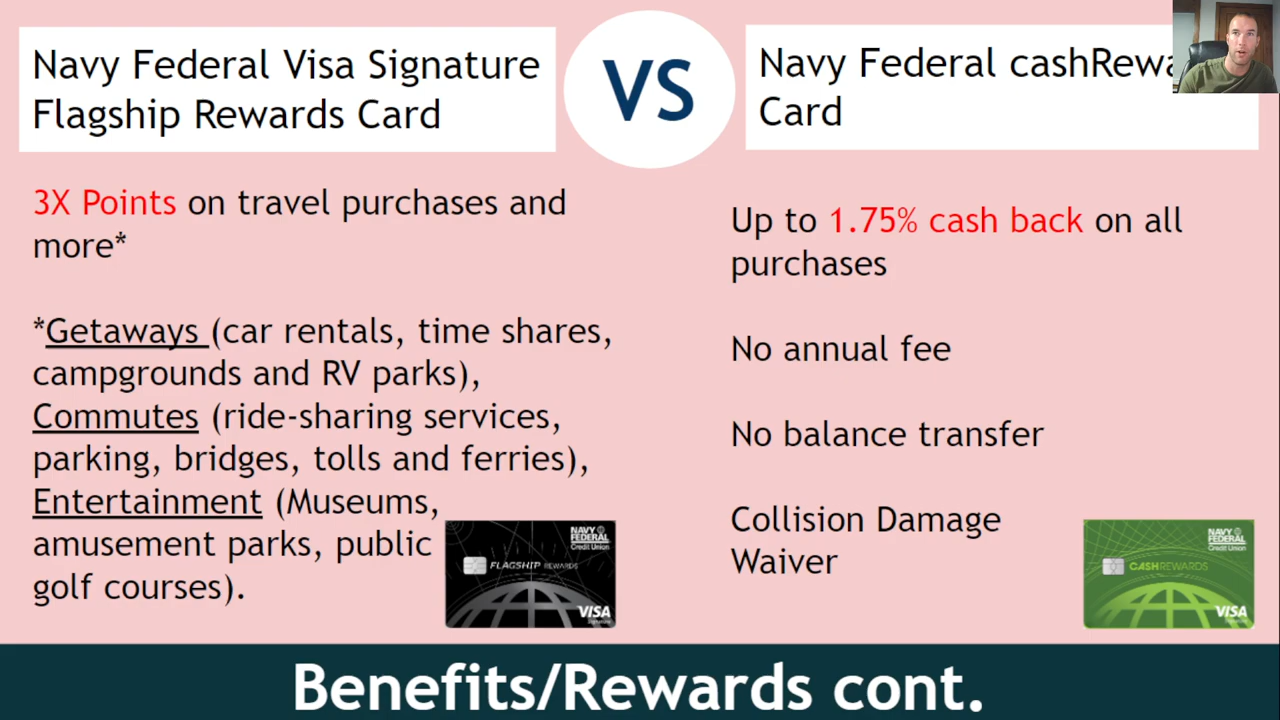 Navy Federal Visa Signature
Flagship Rewards Card
VS
Navy Federal cashRewa
Card
3X Points on travel purchases and
more*
*Getaways (car rentals, time shares,
campgrounds and RV parks),
Commutes (ride-sharing services,
parking, bridges, tolls and ferries),
Entertainment (Museums,
amusement parks, public
golf courses).
NAVY
FEDERAL
Credit Union
FLAGSHIP REWARDS
VISA
Signature
Up to 1.75% cash back on all
purchases
No annual fee
No balance transfer
Collision Damage
Waiver
NAVY
FEDERAL
Credit Union
CASHREWARDS
VISA
Signature
Benefits/Rewards cont.